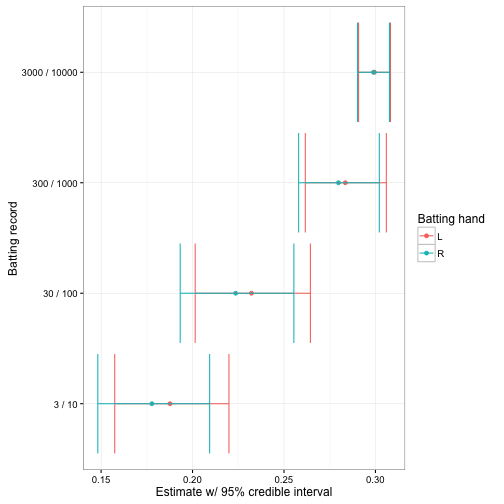 3000 / 10000
300 / 1000
30 / 100
3 / 10
Batting record
0.15
0.20
0.25
0.30
Estimate w/ 95% credible interval
Batting hand
L
R